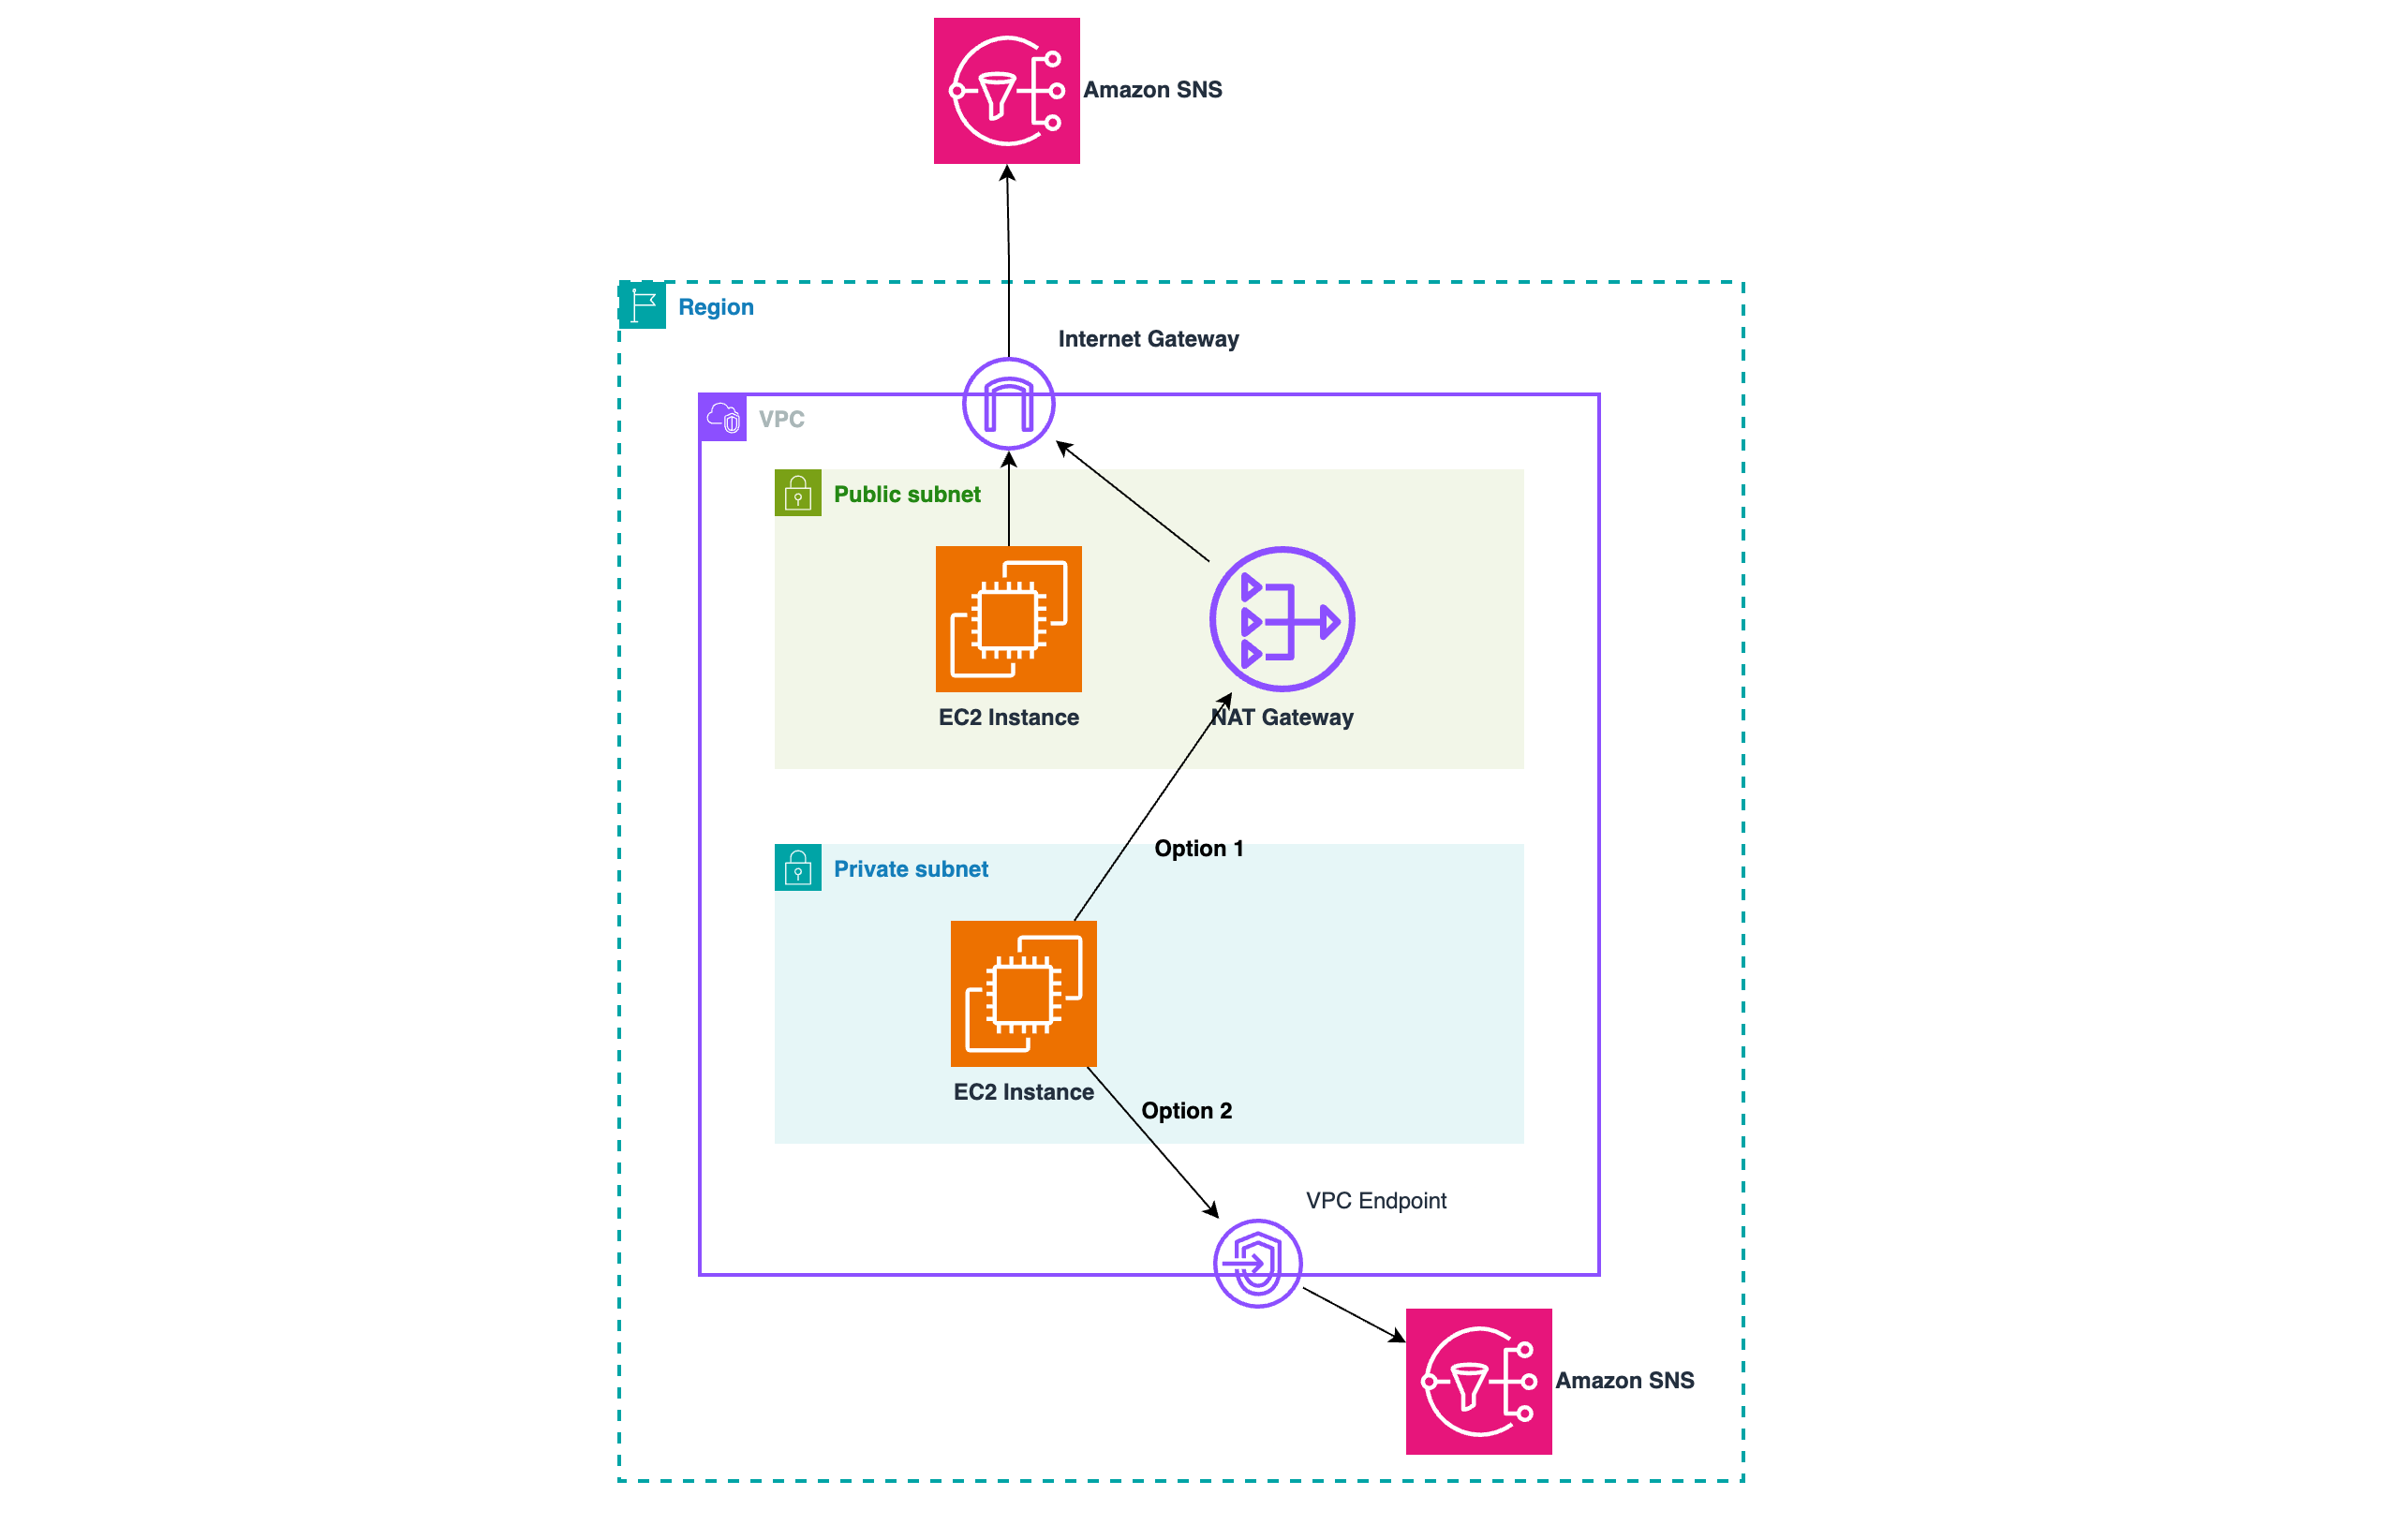 Amazon SNS
Region
Internet Gateway
VPC
Public subnet
EC2 Instance
NAT Gateway
Option 1
Private subnet
EC2 Instance
Option 2
VPC Endpoint
Amazon SNS